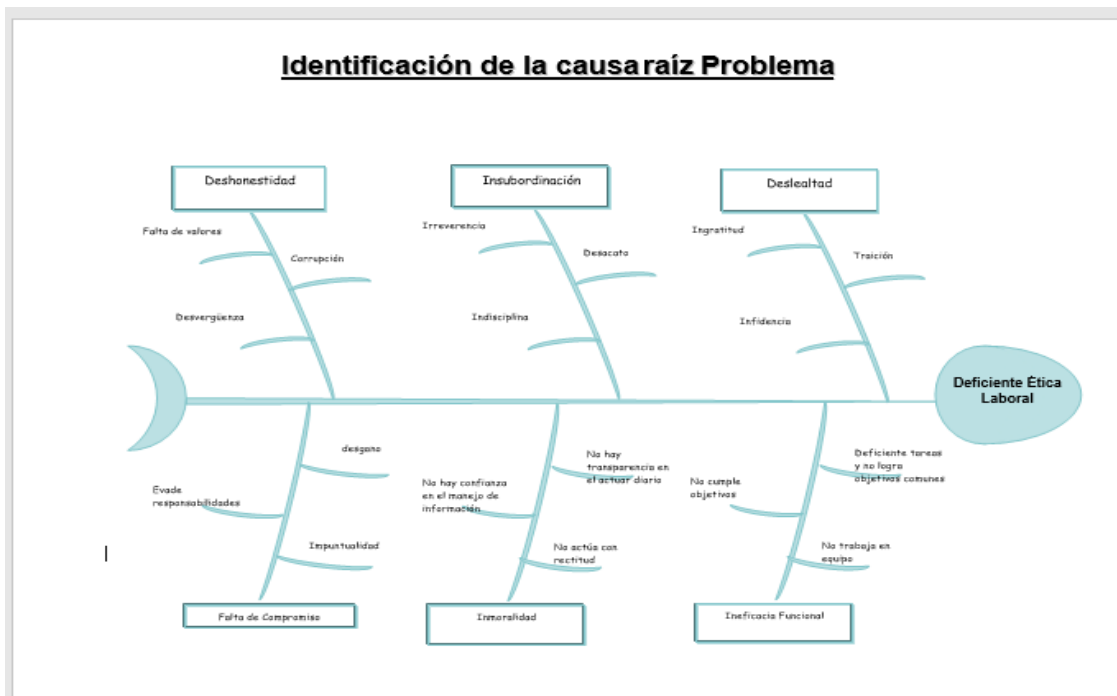 Identificación de la causa raíz Problema
Deshonestidad
Insubordinación
Deslealtad
Falta de valores
Corrupción
Desvergüenza
Irreverencia
Desacato
Indisciplina
Ingratitud
Traición
Infidencia
Deficiente Ética
Laboral
desgano
Evade
responsabilidades
Impuntualidad
No hay
transparencia en
el actuar diario
No hay confianza
en el manejo de
información
No actúa con
rectitud
Deficiente tareas
y no logra
objetivos comunes
No cumple
objetivos
No trabaja en
equipo
Falta de Compromiso
Inmoralidad
Ineficacia Funcional